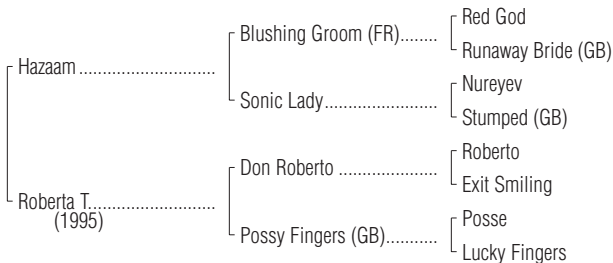 Red God
Blushing Groom (FR)........
Runaway Bride (GB)
Hazaam ............................
Nureyev
Sonic Lady.......................
Stumped (GB)
Roberto
Don Roberto ....................
Exit Smiling
Roberta T..........................
(1995)
Posse
Possy Fingers (GB)...........
Lucky Fingers